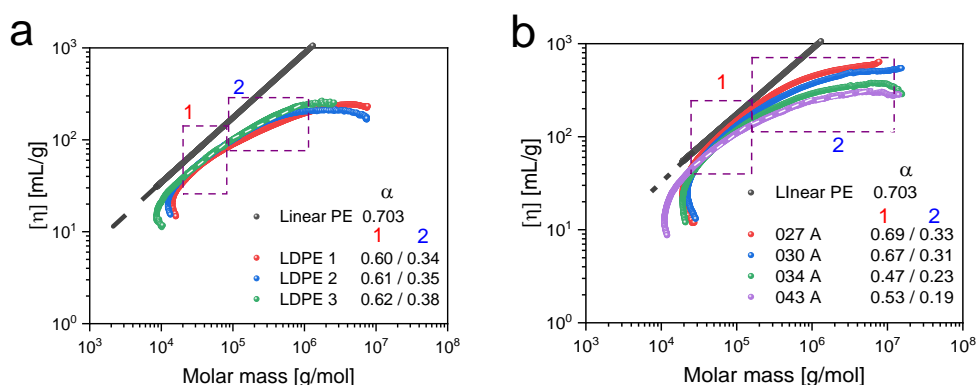 a
10³
10²
10¹
10⁰
[η] [mL/g]
1
2
α
Linear PE 0.703
1 2
LDPE 1 0.60 / 0.34
LDPE 2 0.61 / 0.35
LDPE 3 0.62 / 0.38
10³ 10⁴ 10⁵ 10⁶ 10⁷ 10⁸
Molar mass [g/mol]
b
10³
10²
10¹
10⁰
[η] [mL/g]
1
2
α
LInear PE 0.703
1 2
027 A 0.69 / 0.33
030 A 0.67 / 0.31
034 A 0.47 / 0.23
043 A 0.53 / 0.19
10³ 10⁴ 10⁵ 10⁶ 10⁷ 10⁸
Molar mass [g/mol]